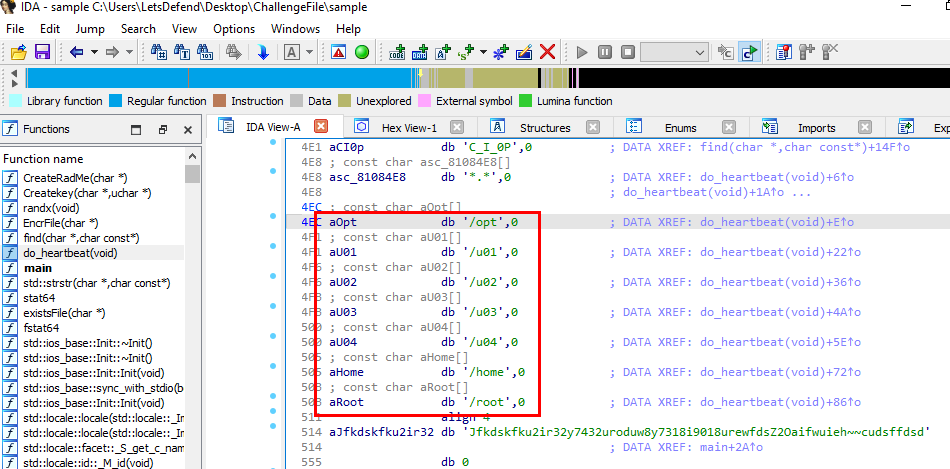 IDA - sample C:\Users\LetsDefend\Desktop\ChallengeFile\sample
File Edit Jump Search View Options Windows Help
Library function Regular function Instruction Data Unexplored External symbol Lumina function
Functions
IDA View-A Hex View-1 Structures Enums Imports Exp
Function name
CreateRadMe(char *)
Createkey(char *,uchar *)
randx(void)
EncrFile(char *)
find(char *,char const*)
do_heartbeat(void)
main
std::strstr(char *,char const*)
stat64
existsFile(char *)
fstat64
std::ios_base::Init::~Init()
std::ios_base::Init::~Init()
std::ios_base::Init::Init(void)
std::ios_base::sync_with_stdio(b
std::locale::locale(std::locale::_In
std::locale::locale(std::locale::_In
std::locale::facet::_S_get_c_nam
std::locale::id::_M_id(void)
4E1 aCI0p db 'C_I_0P',0 ; DATA XREF: find(char *,char const*)+14F↑o
4E8 ; const char asc_81084E8[]
4E8 asc_81084E8 db '*.*',0 ; DATA XREF: do_heartbeat(void)+6↑o
4E8 ; do_heartbeat(void)+1A↑o ...
4EC ; const char aOpt[]
4EC aOpt db '/opt',0 ; DATA XREF: do_heartbeat(void)+E↑o
4F1 ; const char aU01[]
4F1 aU01 db '/u01',0 ; DATA XREF: do_heartbeat(void)+22↑o
4F6 ; const char aU02[]
4F6 aU02 db '/u02',0 ; DATA XREF: do_heartbeat(void)+36↑o
4FB ; const char aU03[]
4FB aU03 db '/u03',0 ; DATA XREF: do_heartbeat(void)+4A↑o
500 ; const char aU04[]
500 aU04 db '/u04',0 ; DATA XREF: do_heartbeat(void)+5E↑o
505 ; const char aHome[]
505 aHome db '/home',0 ; DATA XREF: do_heartbeat(void)+72↑o
50B ; const char aRoot[]
50B aRoot db '/root',0 ; DATA XREF: do_heartbeat(void)+86↑o
511 align 4
514 aJfkdskfku2ir32 db 'Jfkdskfku2ir32y7432uroduw8y7318i9018urewfdsZ2Oaifwuieh~~cudsffdsd'
; DATA XREF: main+2A↑o
555 db 0